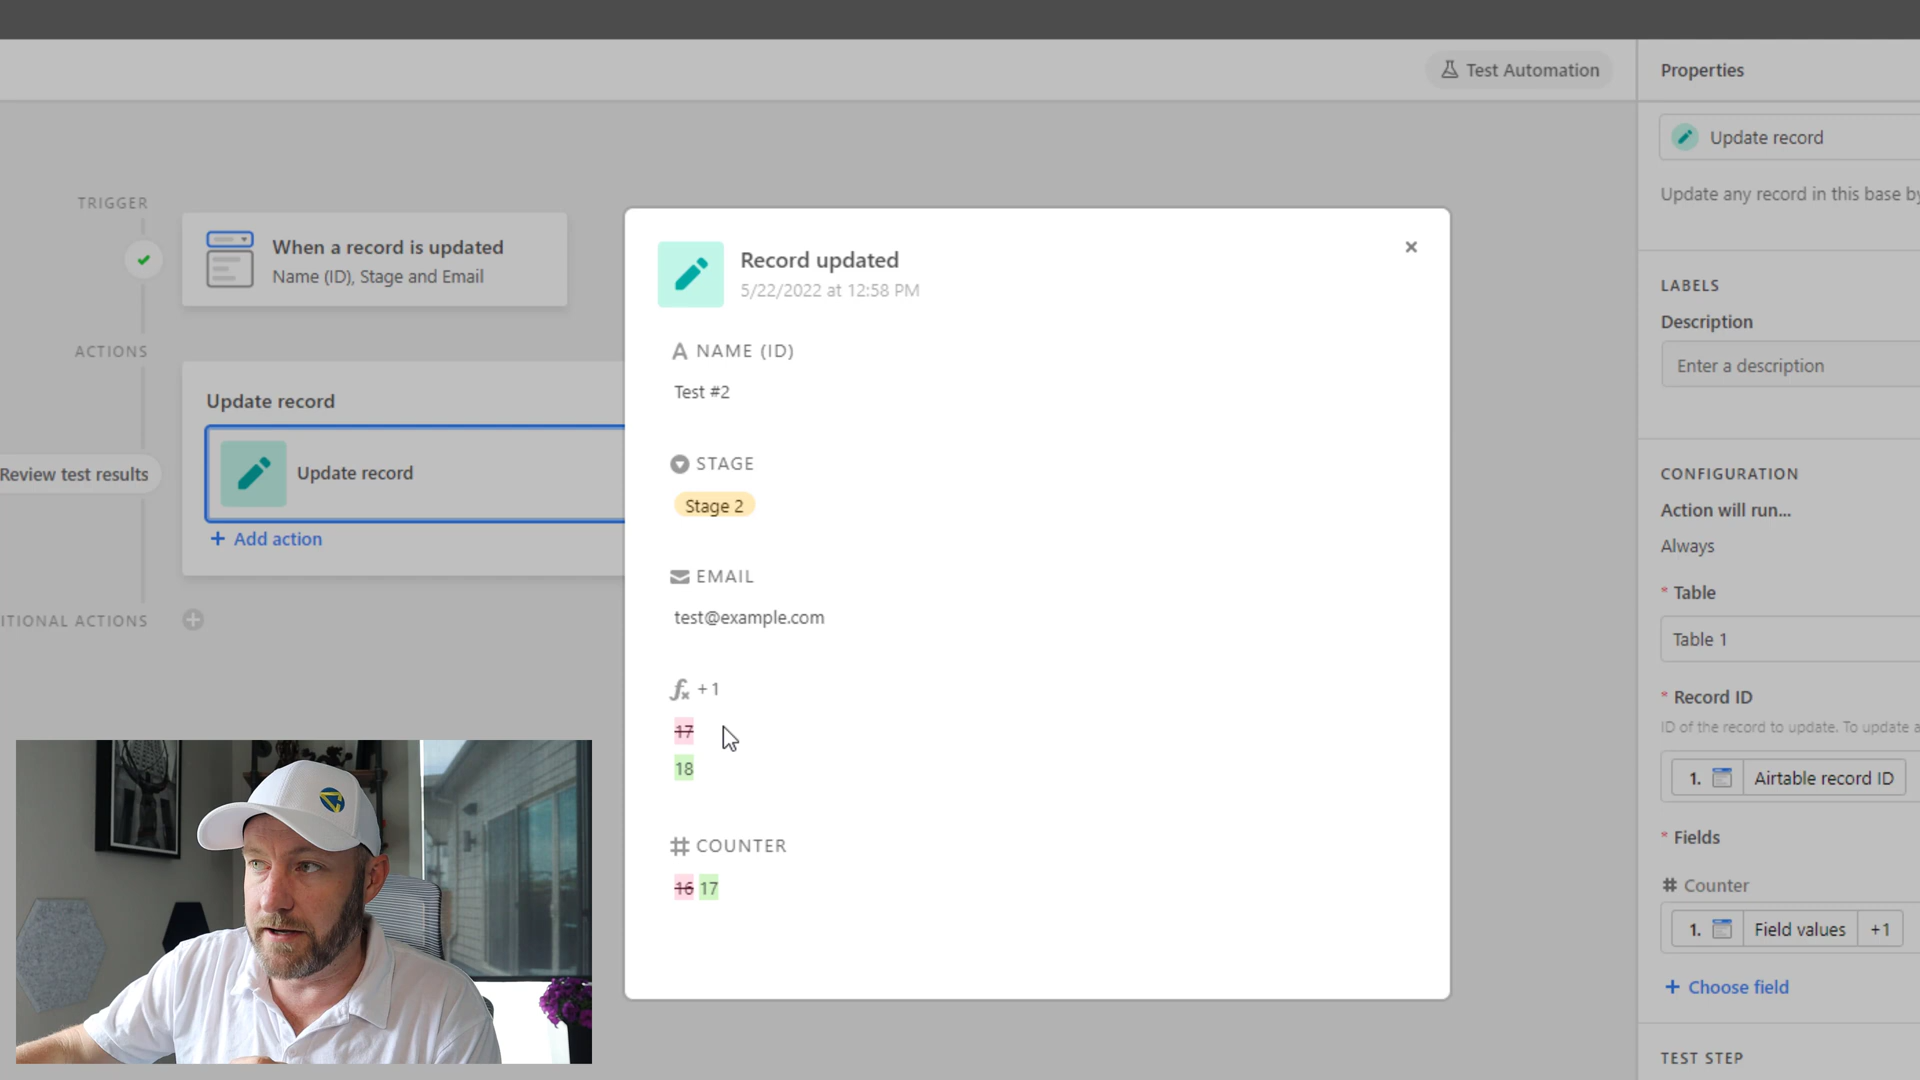 Test Automation
Properties
TRIGGER
When a record is updated
Name (ID), Stage and Email
ACTIONS
Update record
Update record
Review test results
+ Add action
ITIONAL ACTIONS
Record updated
5/22/2022 at 12:58 PM
NAME (ID)
Test #2
STAGE
Stage 2
EMAIL
test@example.com
fx +1
17
18
# COUNTER
16 17
Update record
Update any record in this base by
LABELS
Description
Enter a description
CONFIGURATION
Action will run...
Always
* Table
Table 1
* Record ID
ID of the record to update. To update a
1. Airtable record ID
* Fields
# Counter
1. Field values +1
+ Choose field
TEST STEP